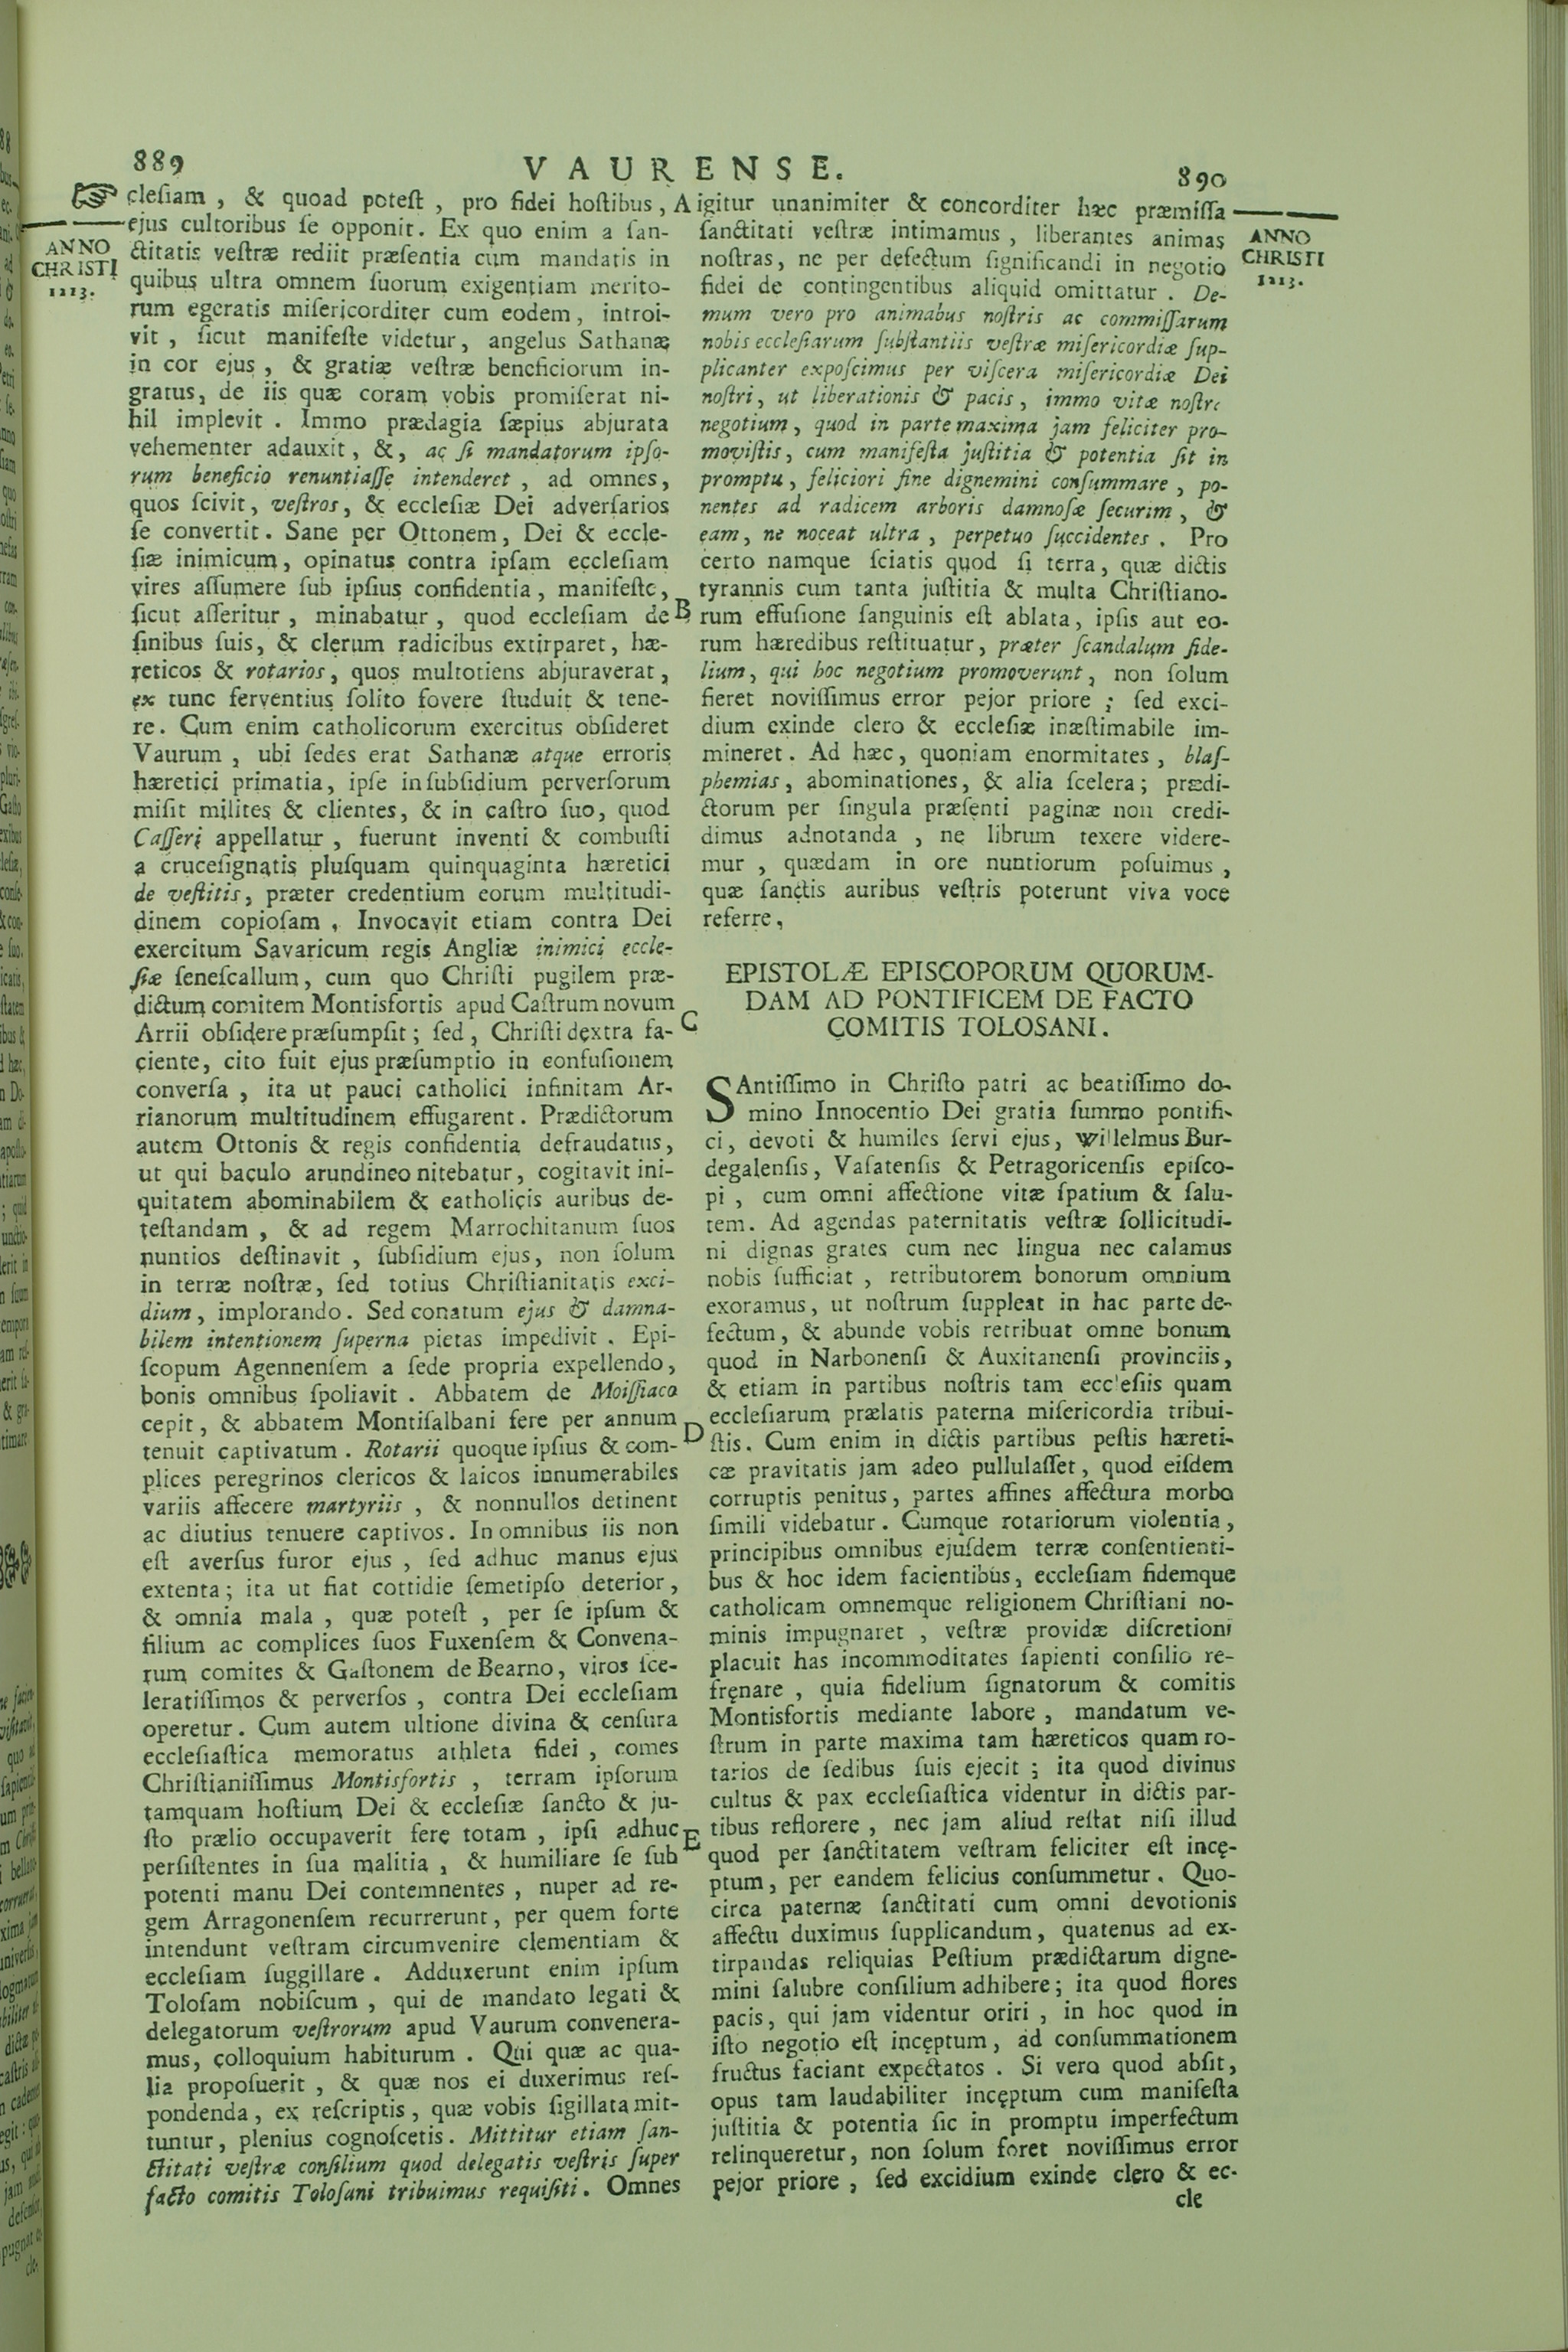 889
VAURENSE.
890
ANNO
CHRISTI
1213.
clesiam, & quoad potest, pro fidei hostibus,
ejus cultoribus se opponit. Ex quo enim a san-
ctitatis vestræ rediit præsentia cum mandatis in
quibus ultra omnem suorum exigentiam merito-
rum egeratis misericorditer cum eodem, introi-
vit, sicut manifeste videtur, angelus Sathanæ
in cor ejus, & gratiæ vestræ beneficiorum in-
gratus, de iis quæ coram vobis promiserat ni-
hil implevit. Immo prædagia sæpius abjurata
vehementer adauxit, &, ac si mandatorum ipso-
rum beneficio renuntiasse intenderet, ad omnes,
quos scivit, vestros, & ecclesiæ Dei adversarios
se convertit. Sane per Ottonem, Dei & eccle-
siæ inimicum, opinatus contra ipsam ecclesiam
vires assumere sub ipsius confidentia, manifeste,
sicut asseritur, minabatur, quod ecclesiam de
finibus suis, & clerum radicibus extirparet, hæ-
reticos & rotarios, quos multotiens abjuraverat,
ex tunc ferventius solito fovere studuit & tene-
re. Cum enim catholicorum exercitus obsideret
Vaurum, ubi sedes erat Sathanæ atque erroris
hæretici primatia, ipse in subsidium perversorum
misit milites & clientes, & in castro suo, quod
Casseri appellatur, fuerunt inventi & combusti
a crucesignatis plusquam quinquaginta hæretici
de vestitis, præter credentium eorum multitudi-
dinem copiosam. Invocavit etiam contra Dei
exercitum Savaricum regis Angliæ inimici eccle-
siæ senescallum, cum quo Christi pugilem præ-
dictum comitem Montisfortis apud Castrumnovum
Arrii obsidere præsumpsit; sed, Christi dextra fa-
ciente, cito fuit ejus præsumptio in confusionem
conversa, ita ut pauci catholici infinitam Ar-
rianorum multitudinem effugarent. Prædictorum
autem Ottonis & regis confidentia defraudatus,
ut qui baculo arundineo nitebatur, cogitavit ini-
quitatem abominabilem & catholicis auribus de-
testandam, & ad regem Marrochitanum suos
nuntios destinavit, subsidium ejus, non solum
in terræ nostræ, sed totius Christianitatis exci-
dium, implorando. Sed conatum ejus & damna-
bilem intentionem superna pietas impedivit. Epi-
scopum Agennensem a sede propria expellendo,
bonis omnibus spoliavit. Abbatem de Moissiaco
cepit, & abbatem Montisalbani fere per annum
tenuit captivatum. Rotarii quoque ipsius & com-
plices peregrinos clericos & laicos innumerabiles
variis affecere martyriis, & nonnullos detinent
ac diutius tenuere captivos. In omnibus iis non
est aversus furor ejus, sed adhuc manus ejus
extenta; ita ut fiat cottidie semetipso deterior,
& omnia mala, quæ potest, per se ipsum &
filium ac complices suos Fuxensem & Convena-
rum comites & Gastonem de Bearno, viros sce-
leratissimos & perversos, contra Dei ecclesiam
operetur. Cum autem ultione divina & censura
ecclesiastica memoratus athleta fidei, comes
Christianissimus Montisfortis, terram ipsorum
tamquam hostium Dei & ecclesiæ sancto & ju-
sto prælio occupaverit fere totam, ipsi adhuc
persistentes in sua malitia, & humiliare se sub
potenti manu Dei contemnentes, nuper ad re-
gem Arragonensem recurrerunt, per quem forte
intendunt vestram circumvenire clementiam &
ecclesiam suggillare. Adduxerunt enim ipsum
Tolosam nobiscum, qui de mandato legati &
delegatorum vestrorum apud Vaurum convenera-
mus, colloquium habiturum. Qui quæ ac qua-
lia proposuerit, & quæ nos ei duxerimus res-
pondenda, ex rescriptis, quæ vobis sigillata mit-
tuntur, plenius cognoscetis. Mittitur etiam san-
ctitati vestræ consilium quod delegatis vestris super
facto comitis Tolosani tribuimus requisiti. Omnes
A
B
C
D
E
igitur unanimiter & concorditer hæc præmissa
sanctitati vestræ intimamus, liberantes animas
nostras, ne per defectum significandi in negotio
fidei de contingentibus aliquid omittatur. De-
mum vero pro animabus nostris ac commissarum
nobis ecclesiarum substantiis vestræ misericordiæ sup-
plicanter exposcimus per viscera misericordiæ Dei
nostri, ut liberationis & pacis, immo vitæ nostre
negotium, quod in parte maxima jam feliciter pro-
movistis, cum manifesta justitia & potentia sit in
promptu, feliciori fine dignemini consummare, po-
nentes ad radicem arboris damnosæ securim, &
eam, ne noceat ultra, perpetuo succidentes. Pro
certo namque sciatis quod si terra, quæ dictis
tyrannis cum tanta justitia & multa Christiano-
rum effusione sanguinis est ablata, ipsis aut eo-
rum hæredibus restituatur, præter scandalum fide-
lium, qui hoc negotium promoverunt, non solum
fieret novissimus error pejor priore; sed exci-
dium exinde clero & ecclesiæ inæstimabile im-
mineret. Ad hæc, quoniam enormitates, blas-
phemias, abominationes, & alia scelera; prædi-
ctorum per singula præsenti paginæ non credi-
dimus adnotanda, ne librum texere videre-
mur, quædam in ore nuntiorum posuimus,
quæ sanctis auribus vestris poterunt viva voce
referre,
EPISTOLÆ EPISCOPORUM QUORUM-
DAM AD PONTIFICEM DE FACTO
COMITIS TOLOSANI.
SAntissimo in Christo patri ac beatissimo do-
mino Innocentio Dei gratia summo pontifi-
ci, devoti & humiles servi ejus, Willelmus Bur-
degalensis, Vasatensis & Petragoricensis episco-
pi, cum omni affectione vitæ spatium & salu-
tem. Ad agendas paternitatis vestræ sollicitudi-
ni dignas grates cum nec lingua nec calamus
nobis sufficiat, retributorem bonorum omnium
exoramus, ut nostrum suppleat in hac parte de-
fectum, & abunde vobis retribuat omne bonum
quod in Narbonensi & Auxitanensi provinciis,
& etiam in partibus nostris tam ecclesiis quam
ecclesiarum prælatis paterna misericordia tribui-
stis. Cum enim in dictis partibus pestis hæreti-
cæ pravitatis jam adeo pullulasset, quod eisdem
corruptis penitus, partes affines affectura morbo
simili videbatur. Cumque rotariorum violentia,
principibus omnibus ejusdem terræ consentienti-
bus & hoc idem facientibus, ecclesiam fidemque
catholicam omnemque religionem Christiani no-
minis impugnaret, vestræ providæ discretioni
placuit has incommoditates sapienti consilio re-
fręnare, quia fidelium signatorum & comitis
Montisfortis mediante labore, mandatum ve-
strum in parte maxima tam hæreticos quam ro-
tarios de sedibus suis ejecit; ita quod divinus
cultus & pax ecclesiastica videntur in dictis par-
tibus reflorere, nec jam aliud restat nisi illud
quod per sanctitatem vestram feliciter est incę-
ptum, per eandem felicius consummetur. Quo-
circa paternæ sanctitati cum omni devotionis
affectu duximus supplicandum, quatenus ad ex-
tirpandas reliquias Pestium prædictarum digne-
mini salubre consilium adhibere; ita quod flores
pacis, qui jam videntur oriri, in hoc quod in
isto negotio est incęptum, ad consummationem
fructus faciant expectatos. Si vero quod absit,
opus tam laudabiliter incęptum cum manifesta
justitia & potentia sic in promptu imperfectum
relinqueretur, non solum foret novissimus error
pejor priore, sed excidium exinde clero & ec-
cle
ANNO
CHRISTI
1213.